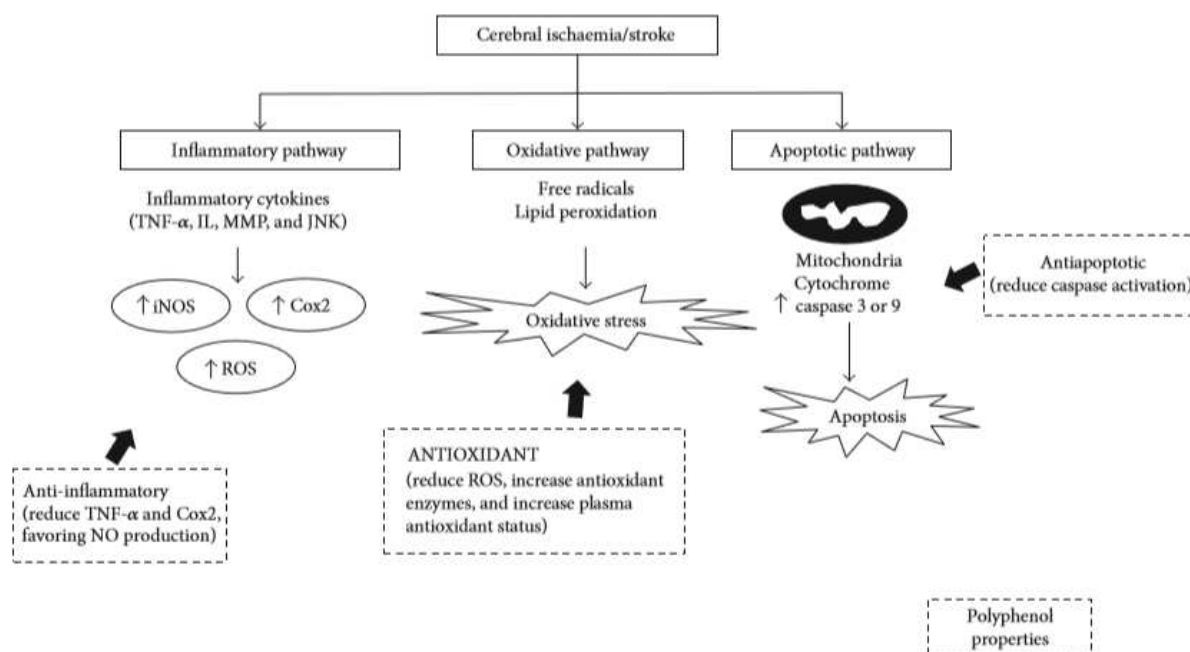 Cerebral ischaemia/stroke
Inflammatory pathway
Oxidative pathway
Apoptotic pathway
Inflammatory cytokines
(TNF-α, IL, MMP, and JNK)
↑ iNOS
↑ Cox2
↑ ROS
Anti-inflammatory
(reduce TNF-α and Cox2,
favoring NO production)
Free radicals
Lipid peroxidation
Oxidative stress
ANTIOXIDANT
(reduce ROS, increase antioxidant
enzymes, and increase plasma
antioxidant status)
Mitochondria
Cytochrome
↑ caspase 3 or 9
Apoptosis
Antiapoptotic
(reduce caspase activation)
Polyphenol
properties